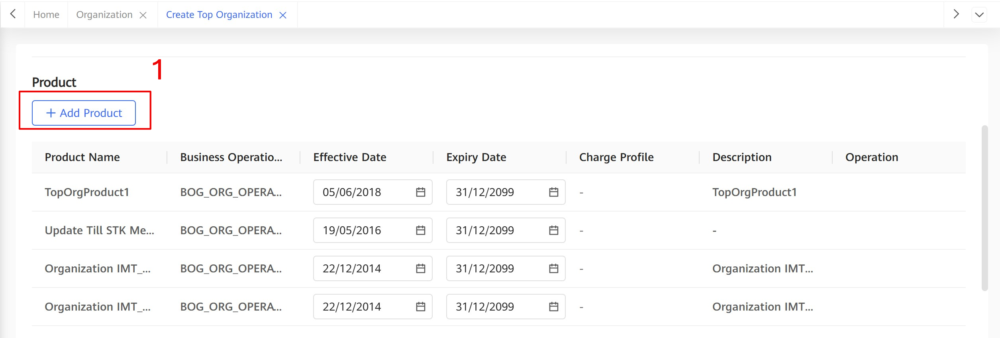 Home Organization Create Top Organization
1
Product
+ Add Product
Product Name Business Operatio... Effective Date Expiry Date Charge Profile Description Operation
TopOrgProduct1 BOG_ORG_OPERA... 05/06/2018 31/12/2099 - TopOrgProduct1
Update Till STK Me... BOG_ORG_OPERA... 19/05/2016 31/12/2099 - -
Organization IMT_... BOG_ORG_OPERA... 22/12/2014 31/12/2099 - Organization IMT...
Organization IMT_... BOG_ORG_OPERA... 22/12/2014 31/12/2099 - Organization IMT...